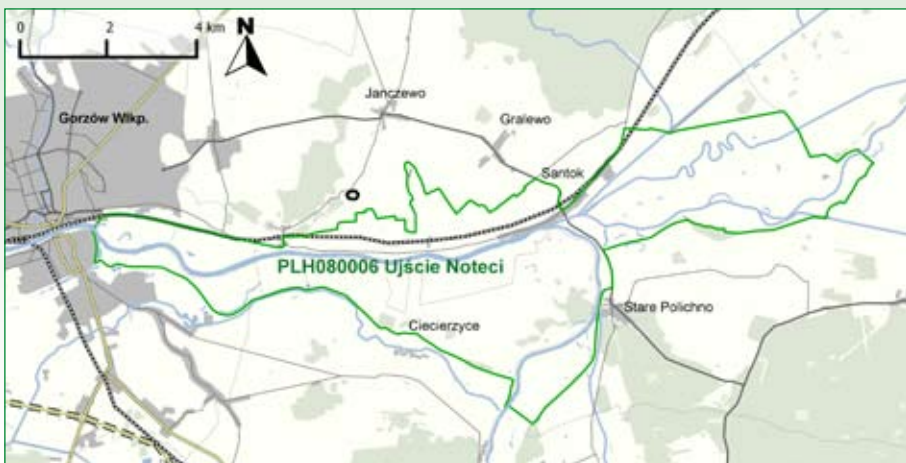 0 2 4 km
N
Gorzów Wlkp.
Janczewo
Gralewo
Santok
PLH080006 Ujście Noteci
Stare Polichno
Ciecierzyce